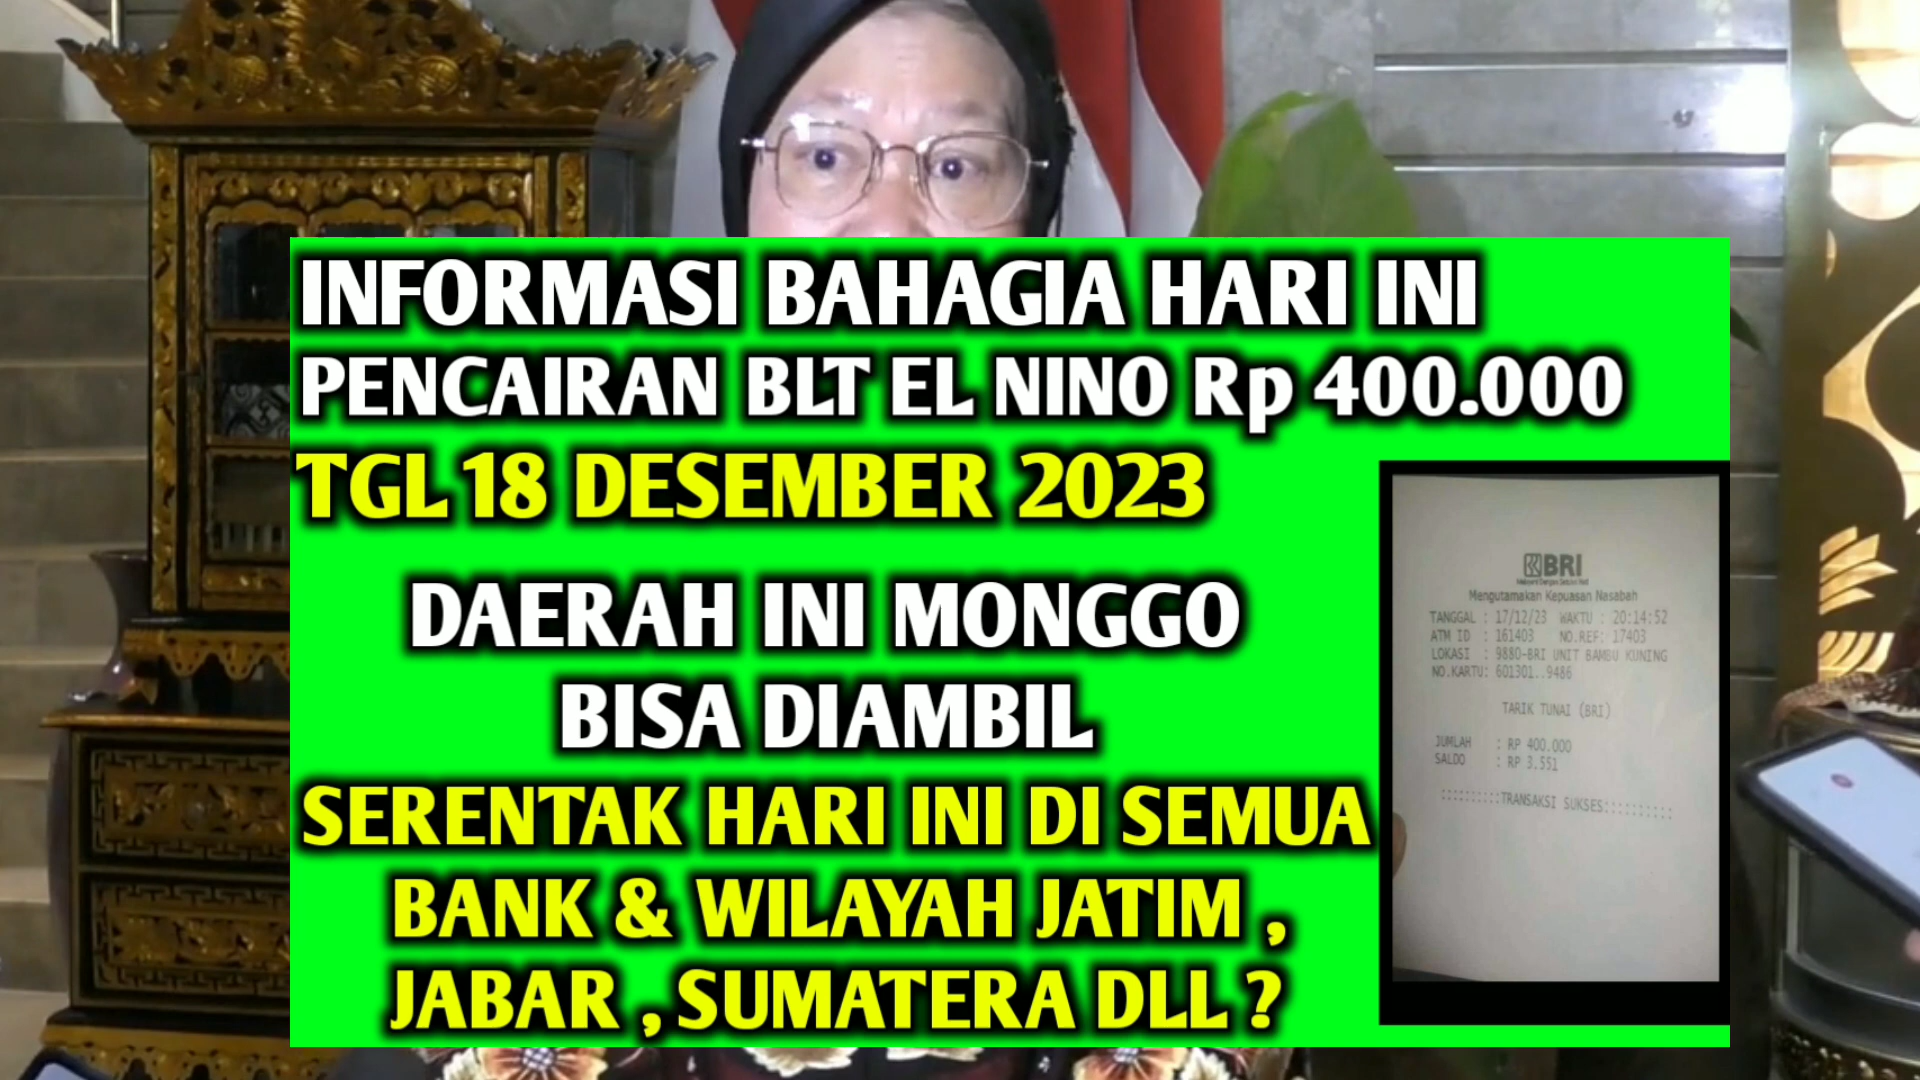 INFORMASI BAHAGIA HARI INI
PENCAIRAN BLT EL NINO Rp 400.000
TGL 18 DESEMBER 2023
DAERAH INI MONGGO
BISA DIAMBIL
SERENTAK HARI INI DI SEMUA
BANK & WILAYAH JATIM ,
JABAR , SUMATERA DLL ?
BRI
Mengutamakan Kepuasan Nasabah
TANGGAL : 17/12/23 WAKTU : 20:14:52
ATM ID : 161403 NO.REF: 17403
LOKASI : 9880-BRI UNIT BAMBU KUNING
NO.KARTU: 601301..9486
TARIK TUNAI (BRI)
JUMLAH : RP 400.000
SALDO : RP 3.551
::::::::::TRANSAKSI SUKSES::::::::::